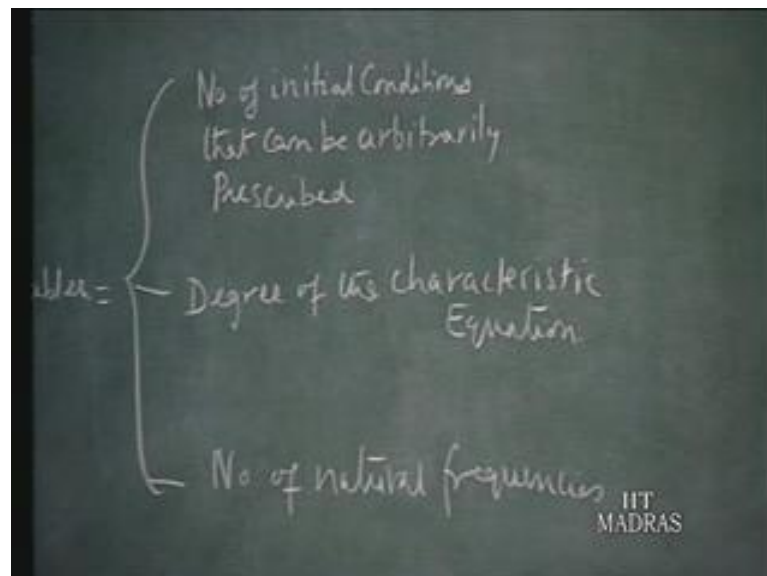 No of initial Conditions
that can be arbitrarily
Prescribed
ables =
Degree of the characteristic
Equation
No of natural frequencies
IIT
MADRAS